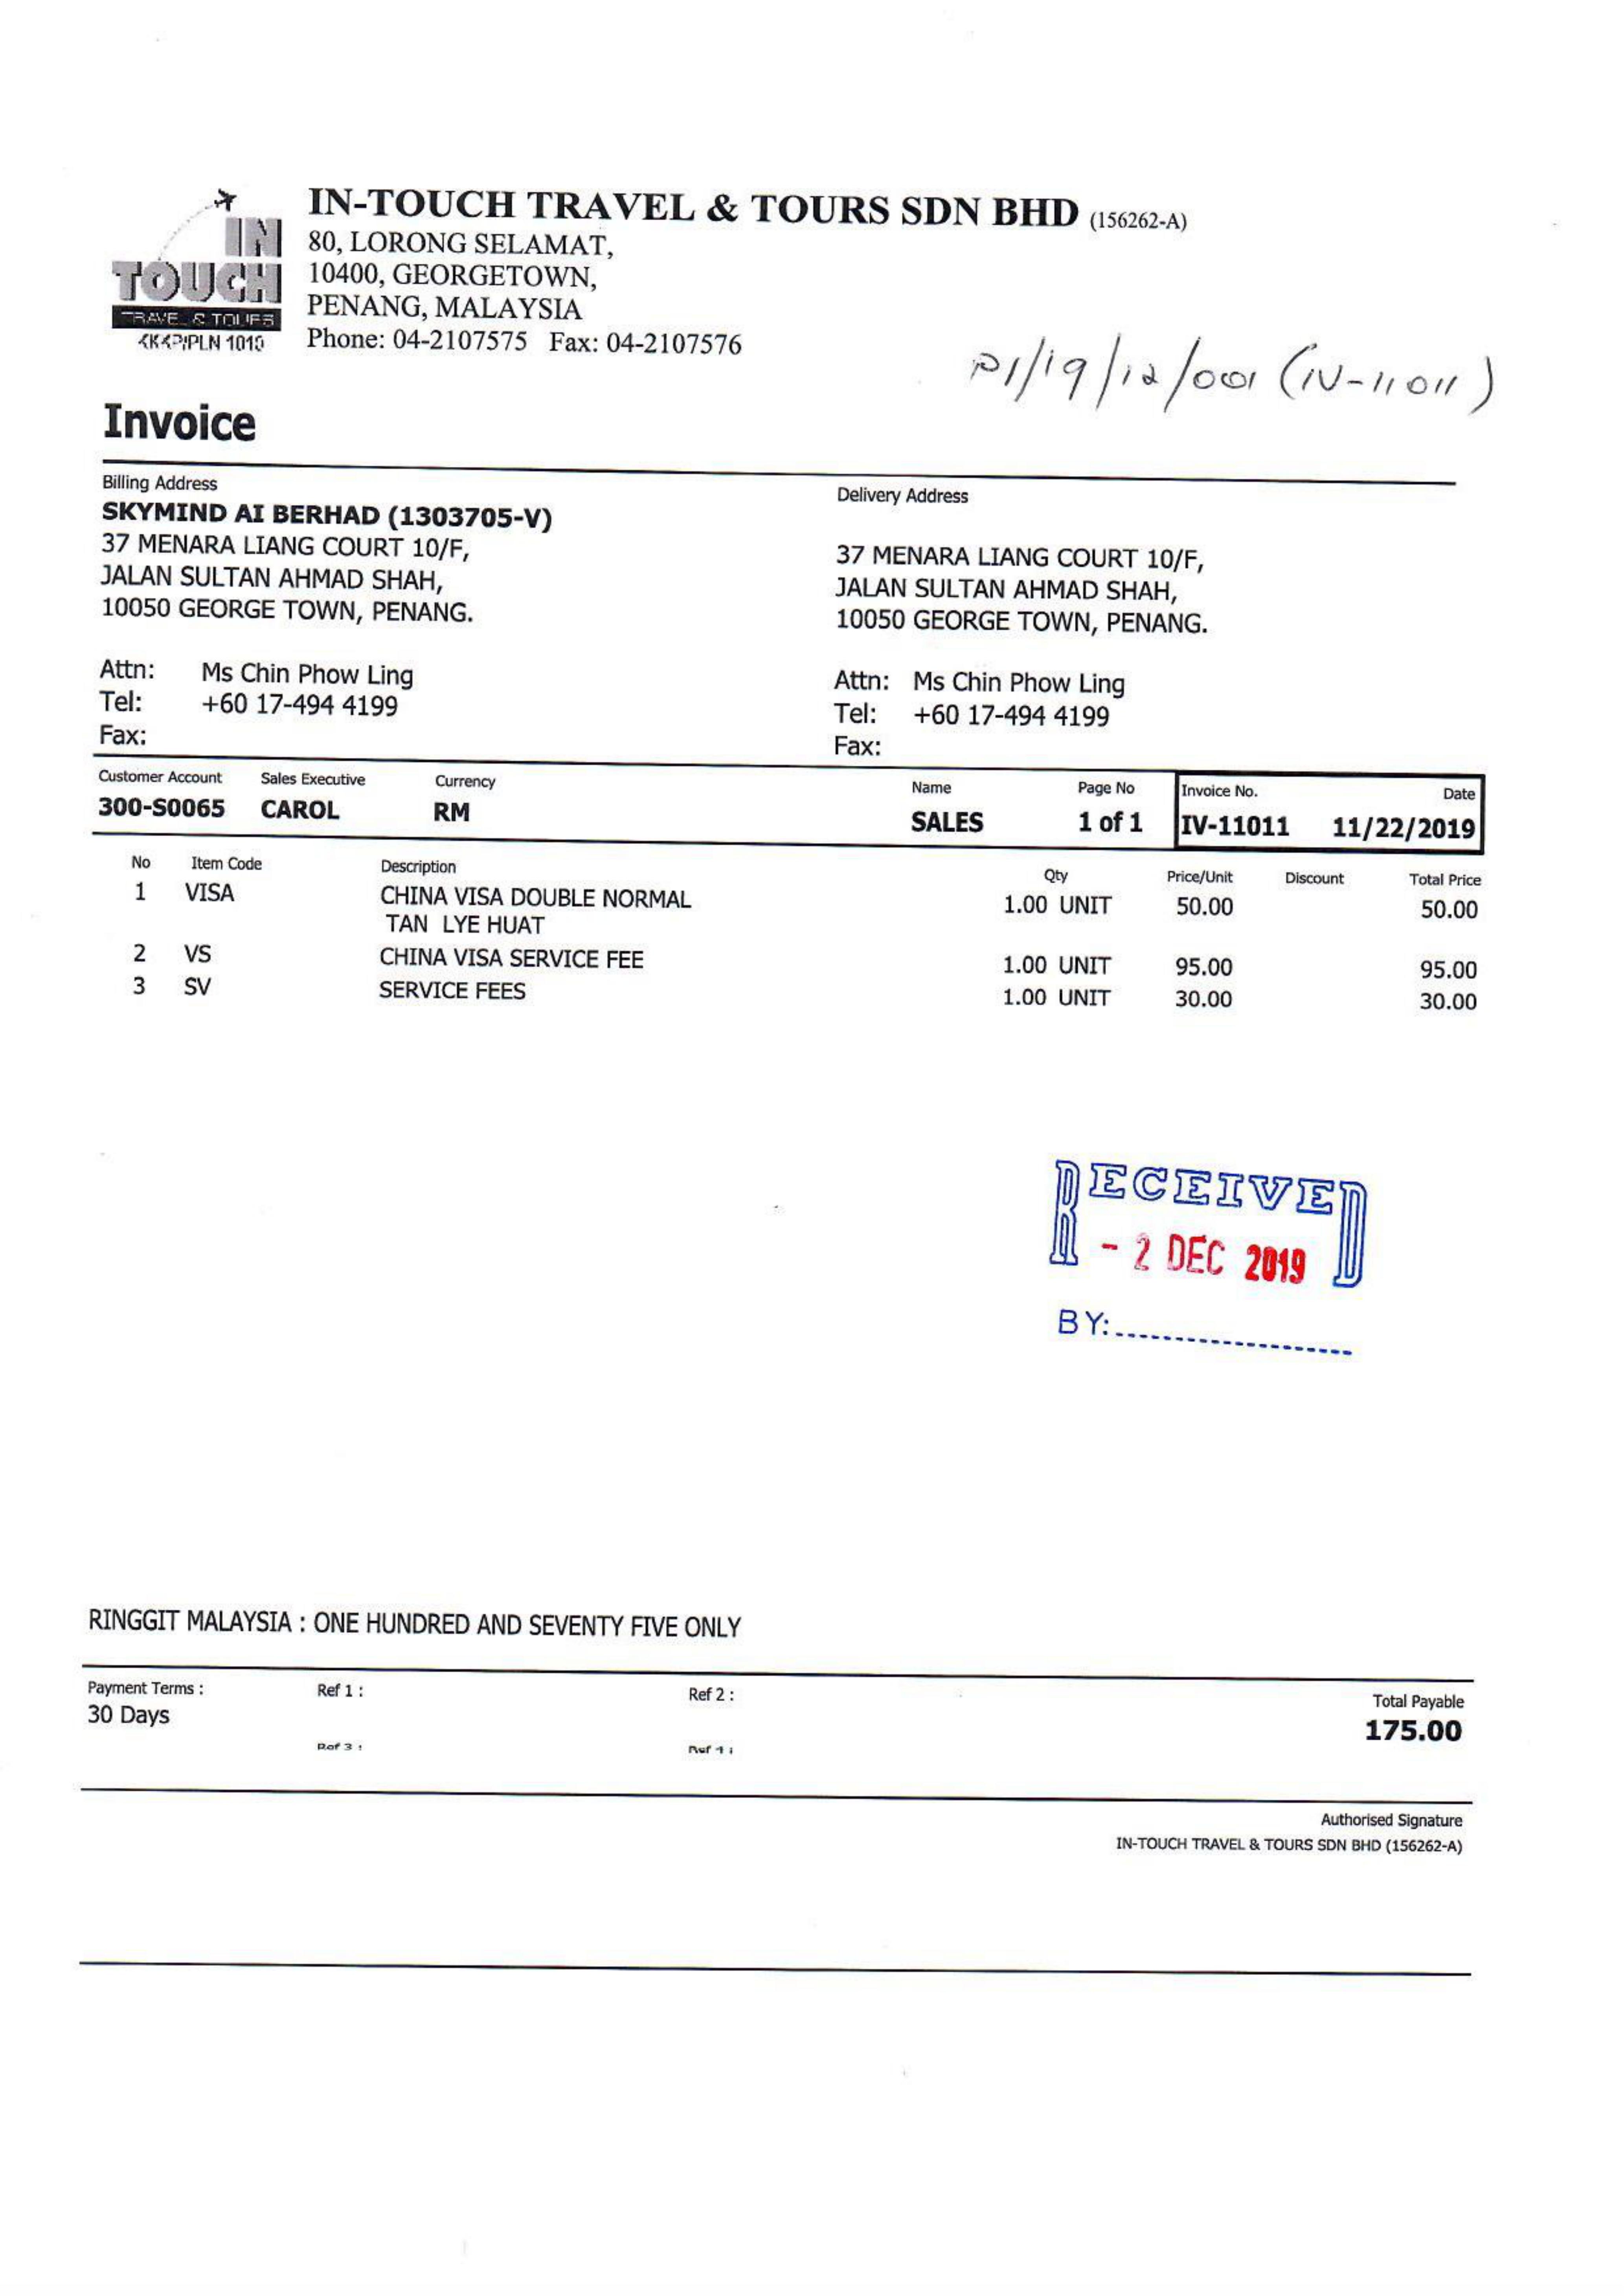 IN TOUCH
TRAVEL & TOURS
KKKP/PLN 1010
IN-TOUCH TRAVEL & TOURS SDN BHD (156262-A)
80, LORONG SELAMAT,
10400, GEORGETOWN,
PENANG, MALAYSIA
Phone: 04-2107575 Fax: 04-2107576
PI/19/12/001 (IV-11011)
Invoice
Billing Address
SKYMIND AI BERHAD (1303705-V)
37 MENARA LIANG COURT 10/F,
JALAN SULTAN AHMAD SHAH,
10050 GEORGE TOWN, PENANG.
Attn: Ms Chin Phow Ling
Tel: +60 17-494 4199
Fax:
Delivery Address
37 MENARA LIANG COURT 10/F,
JALAN SULTAN AHMAD SHAH,
10050 GEORGE TOWN, PENANG.
Attn: Ms Chin Phow Ling
Tel: +60 17-494 4199
Fax:
Customer Account Sales Executive Currency Name Page No Invoice No. Date
300-S0065 CAROL RM SALES 1 of 1 IV-11011 11/22/2019
No Item Code Description Qty Price/Unit Discount Total Price
1 VISA CHINA VISA DOUBLE NORMAL 1.00 UNIT 50.00 50.00
TAN LYE HUAT
2 VS CHINA VISA SERVICE FEE 1.00 UNIT 95.00 95.00
3 SV SERVICE FEES 1.00 UNIT 30.00 30.00
RECEIVED
- 2 DEC 2019
BY:
RINGGIT MALAYSIA : ONE HUNDRED AND SEVENTY FIVE ONLY
Payment Terms : Ref 1 : Ref 2 : Total Payable
30 Days 175.00
Ref 3 : Ref 4 :
Authorised Signature
IN-TOUCH TRAVEL & TOURS SDN BHD (156262-A)